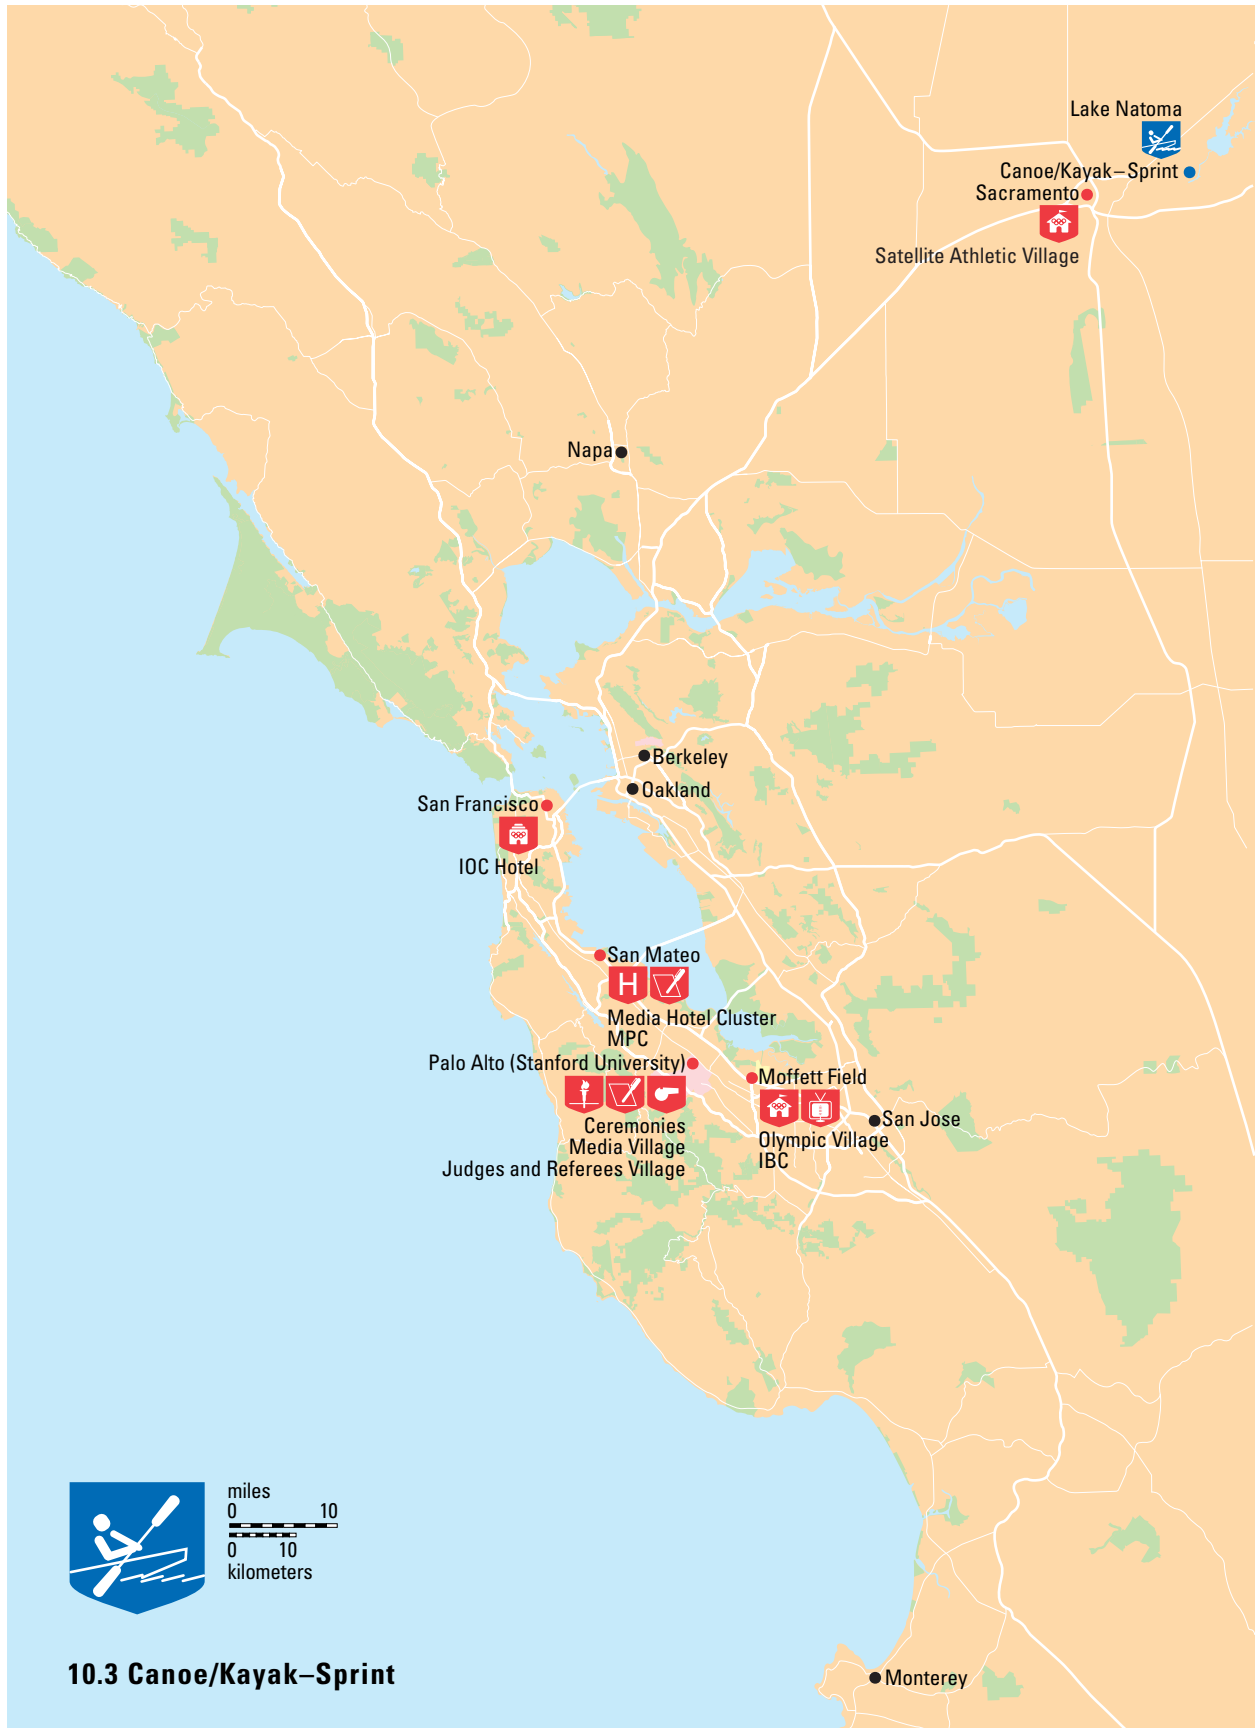 Lake Natoma
Canoe/Kayak–Sprint
Sacramento
Satellite Athletic Village
Napa
Berkeley
Oakland
San Francisco
IOC Hotel
San Mateo
H
Media Hotel Cluster
MPC
Palo Alto (Stanford University)
Ceremonies
Media Village
Judges and Referees Village
Moffett Field
Olympic Village
IBC
San Jose
miles
0 10
0 10
kilometers
10.3 Canoe/Kayak–Sprint
Monterey